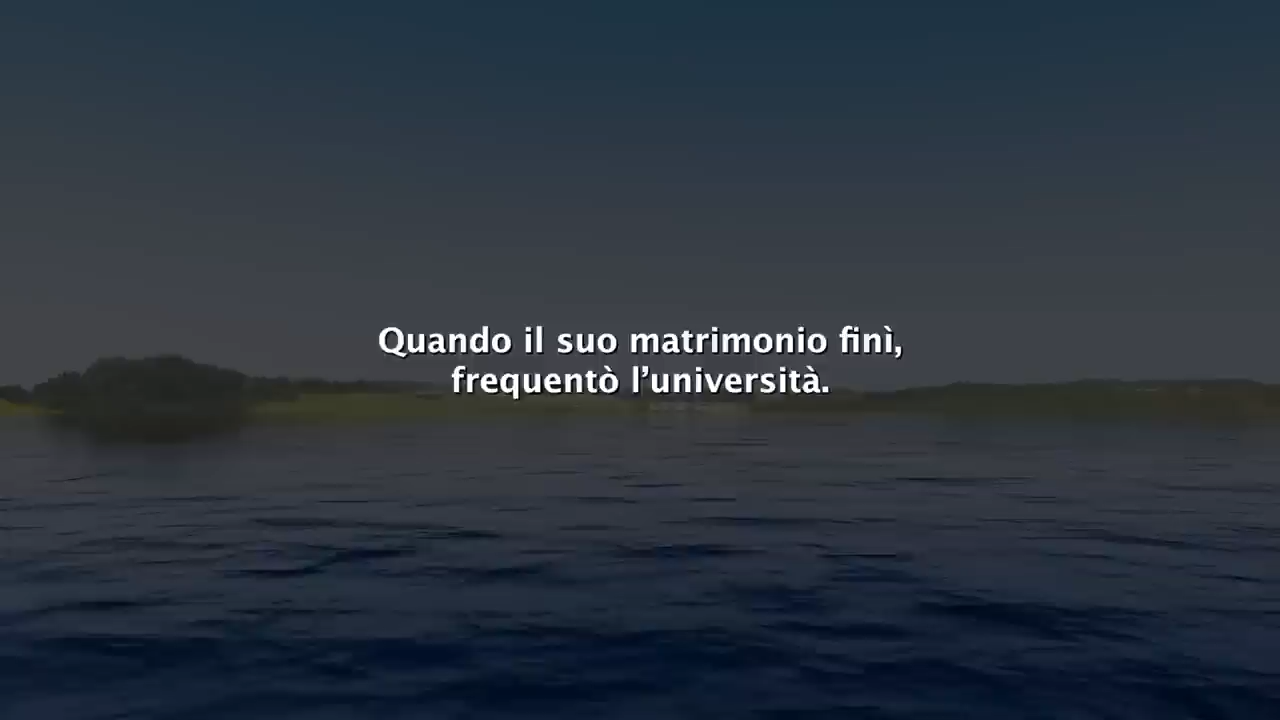 Quando il suo matrimonio finì,
frequentò l’università.